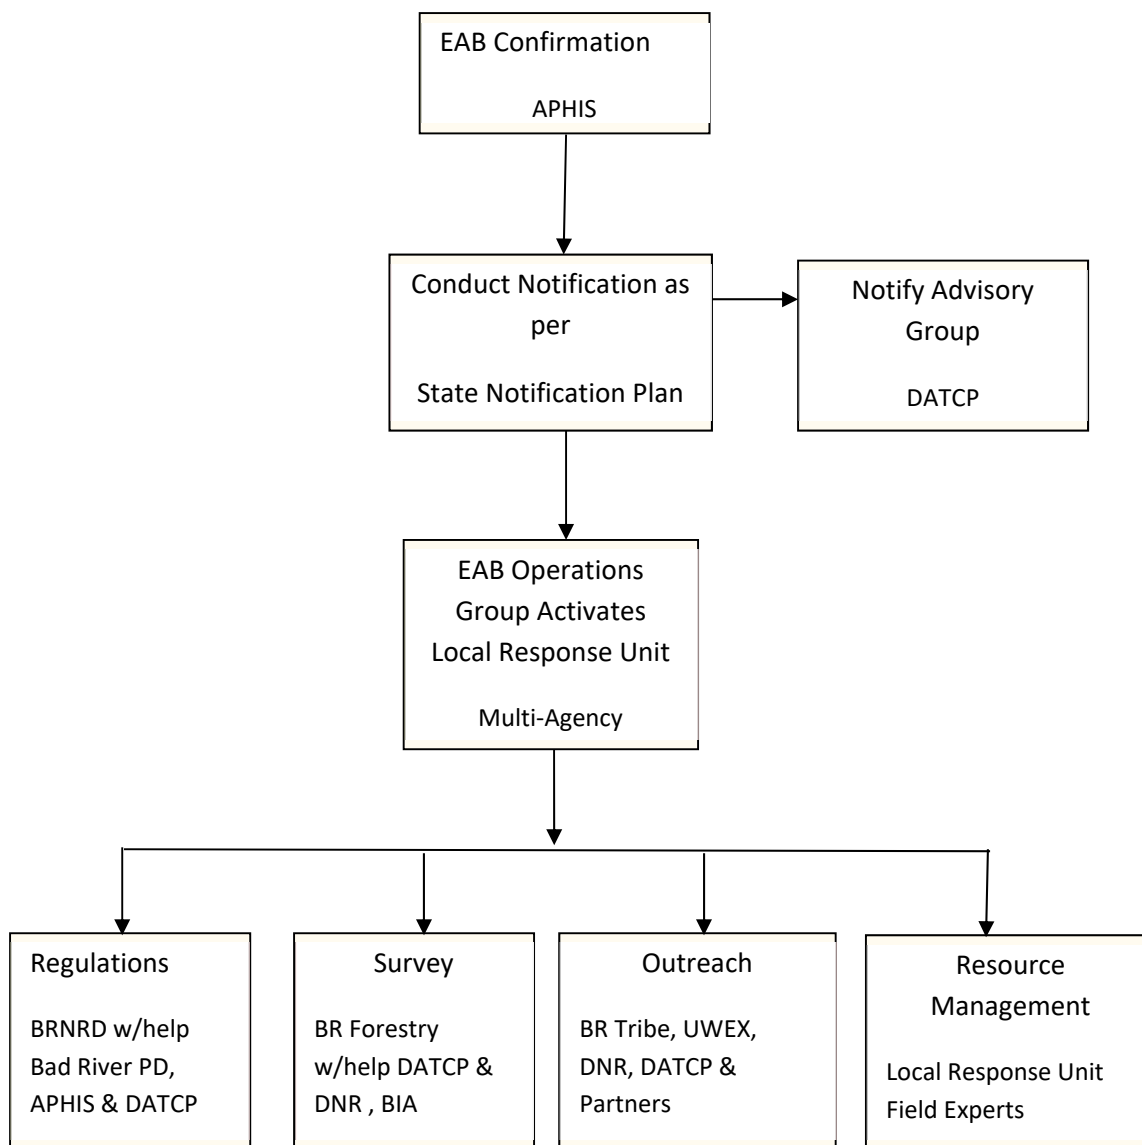 EAB Confirmation
APHIS
Conduct Notification as
per
State Notification Plan
Notify Advisory
Group
DATCP
EAB Operations
Group Activates
Local Response Unit
Multi-Agency
Regulations
BRNRD w/help
Bad River PD,
APHIS & DATCP
Survey
BR Forestry
w/help DATCP &
DNR , BIA
Outreach
BR Tribe, UWEX,
DNR, DATCP &
Partners
Resource
Management
Local Response Unit
Field Experts